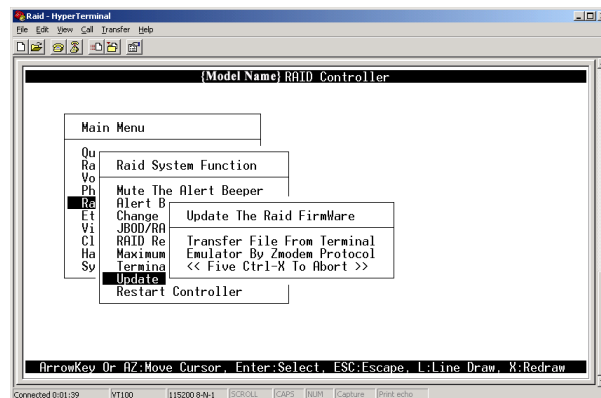 Raid - HyperTerminal
File Edit View Call Transfer Help
{Model Name} RAID Controller
Main Menu
Qu
Ra
Raid System Function
Vo
Ph
Mute The Alert Beeper
Ra
Alert B
Et
Change
Update The Raid FirmWare
Vi
JBOD/RA
Cl
RAID Re
Transfer File From Terminal
Ha
Maximum
Emulator By Zmodem Protocol
Sy
Termina
<< Five Ctrl-X To Abort >>
Update
Restart Controller
ArrowKey Or AZ:Move Cursor, Enter:Select, ESC:Escape, L:Line Draw, X:Redraw
Connected 0:01:39 VT100 115200 8-N-1 SCROLL CAPS NUM Capture Print echo